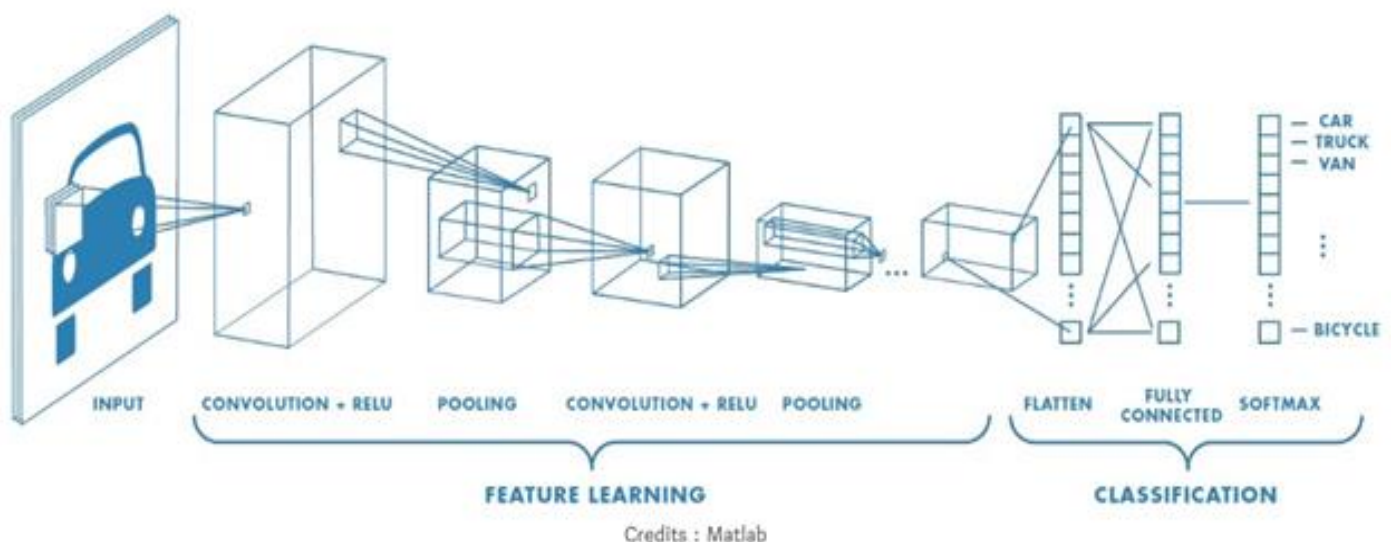 CAR
TRUCK
VAN
BICYCLE
INPUT
CONVOLUTION + RELU
POOLING
CONVOLUTION + RELU
POOLING
FLATTEN
FULLY
CONNECTED
SOFTMAX
FEATURE LEARNING
CLASSIFICATION
Credits : Matlab